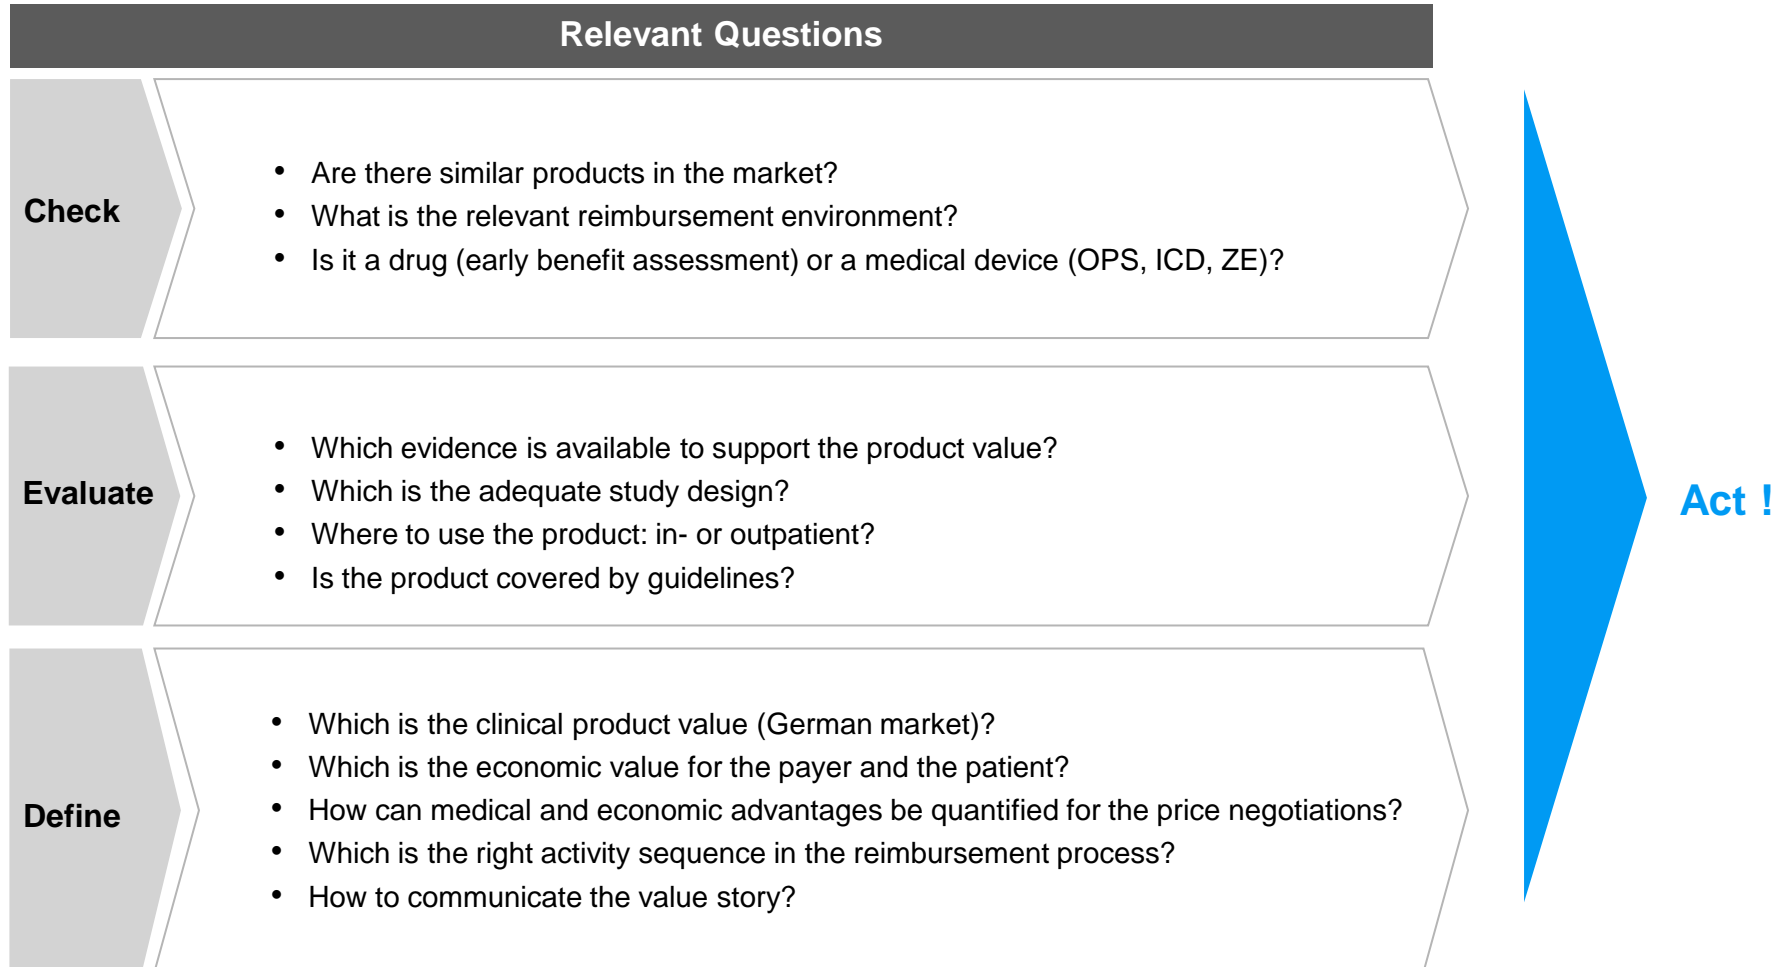 Relevant Questions
Check
• Are there similar products in the market?
• What is the relevant reimbursement environment?
• Is it a drug (early benefit assessment) or a medical device (OPS, ICD, ZE)?
Evaluate
• Which evidence is available to support the product value?
• Which is the adequate study design?
• Where to use the product: in- or outpatient?
• Is the product covered by guidelines?
Define
• Which is the clinical product value (German market)?
• Which is the economic value for the payer and the patient?
• How can medical and economic advantages be quantified for the price negotiations?
• Which is the right activity sequence in the reimbursement process?
• How to communicate the value story?
Act !